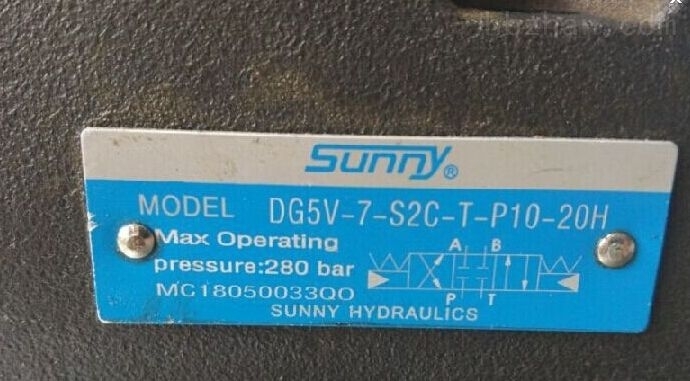 Sunny®
MODEL DG5V-7-S2C-T-P10-20H
Max Operating
pressure:280 bar
A B
P T
MC18050033QO
SUNNY HYDRAULICS